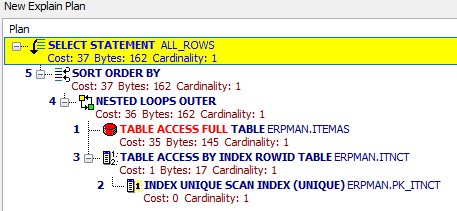 New Explain Plan
Plan
SELECT STATEMENT ALL_ROWS
Cost: 37 Bytes: 162 Cardinality: 1
5 SORT ORDER BY
Cost: 37 Bytes: 162 Cardinality: 1
4 NESTED LOOPS OUTER
Cost: 36 Bytes: 162 Cardinality: 1
1 TABLE ACCESS FULL TABLE ERPMAN.ITEMAS
Cost: 35 Bytes: 145 Cardinality: 1
3 TABLE ACCESS BY INDEX ROWID TABLE ERPMAN.ITNCT
Cost: 1 Bytes: 17 Cardinality: 1
2 INDEX UNIQUE SCAN INDEX (UNIQUE) ERPMAN.PK_ITNCT
Cost: 0 Cardinality: 1